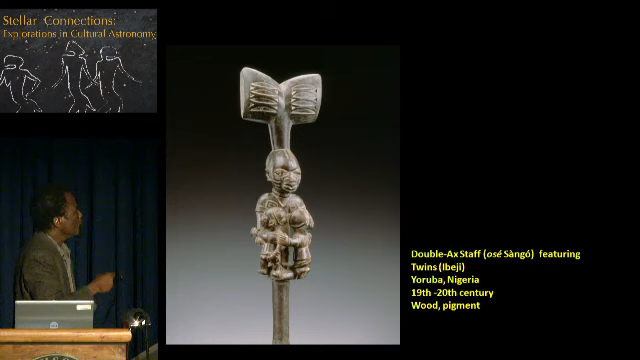 Stellar Connections:
Explorations in Cultural Astronomy
Double-Ax Staff (osé Sàngó) featuring
Twins (Ibeji)
Yoruba, Nigeria
19th -20th century
Wood, pigment